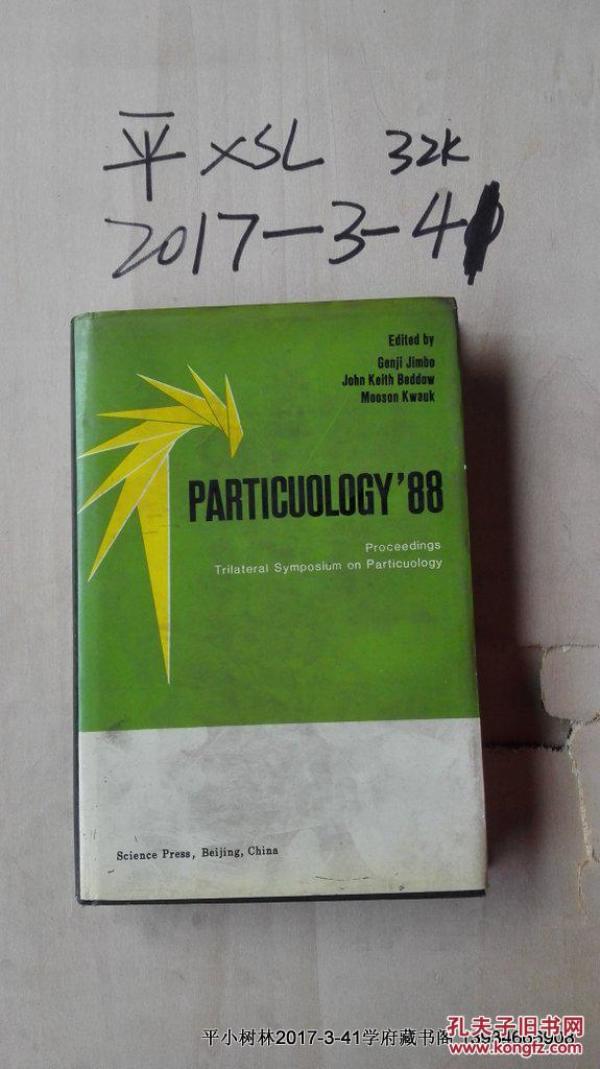 平 XSL 32K
2017-3-41
Edited by
Genji Jimbo
John Keith Beddow
Mooson Kwauk
PARTICUOLOGY'88
Proceedings
Trilateral Symposium on Particuology
Science Press, Beijing, China
平小树林2017-3-41学府藏书阁 13934665908
孔夫子旧书网
www.kongfz.com